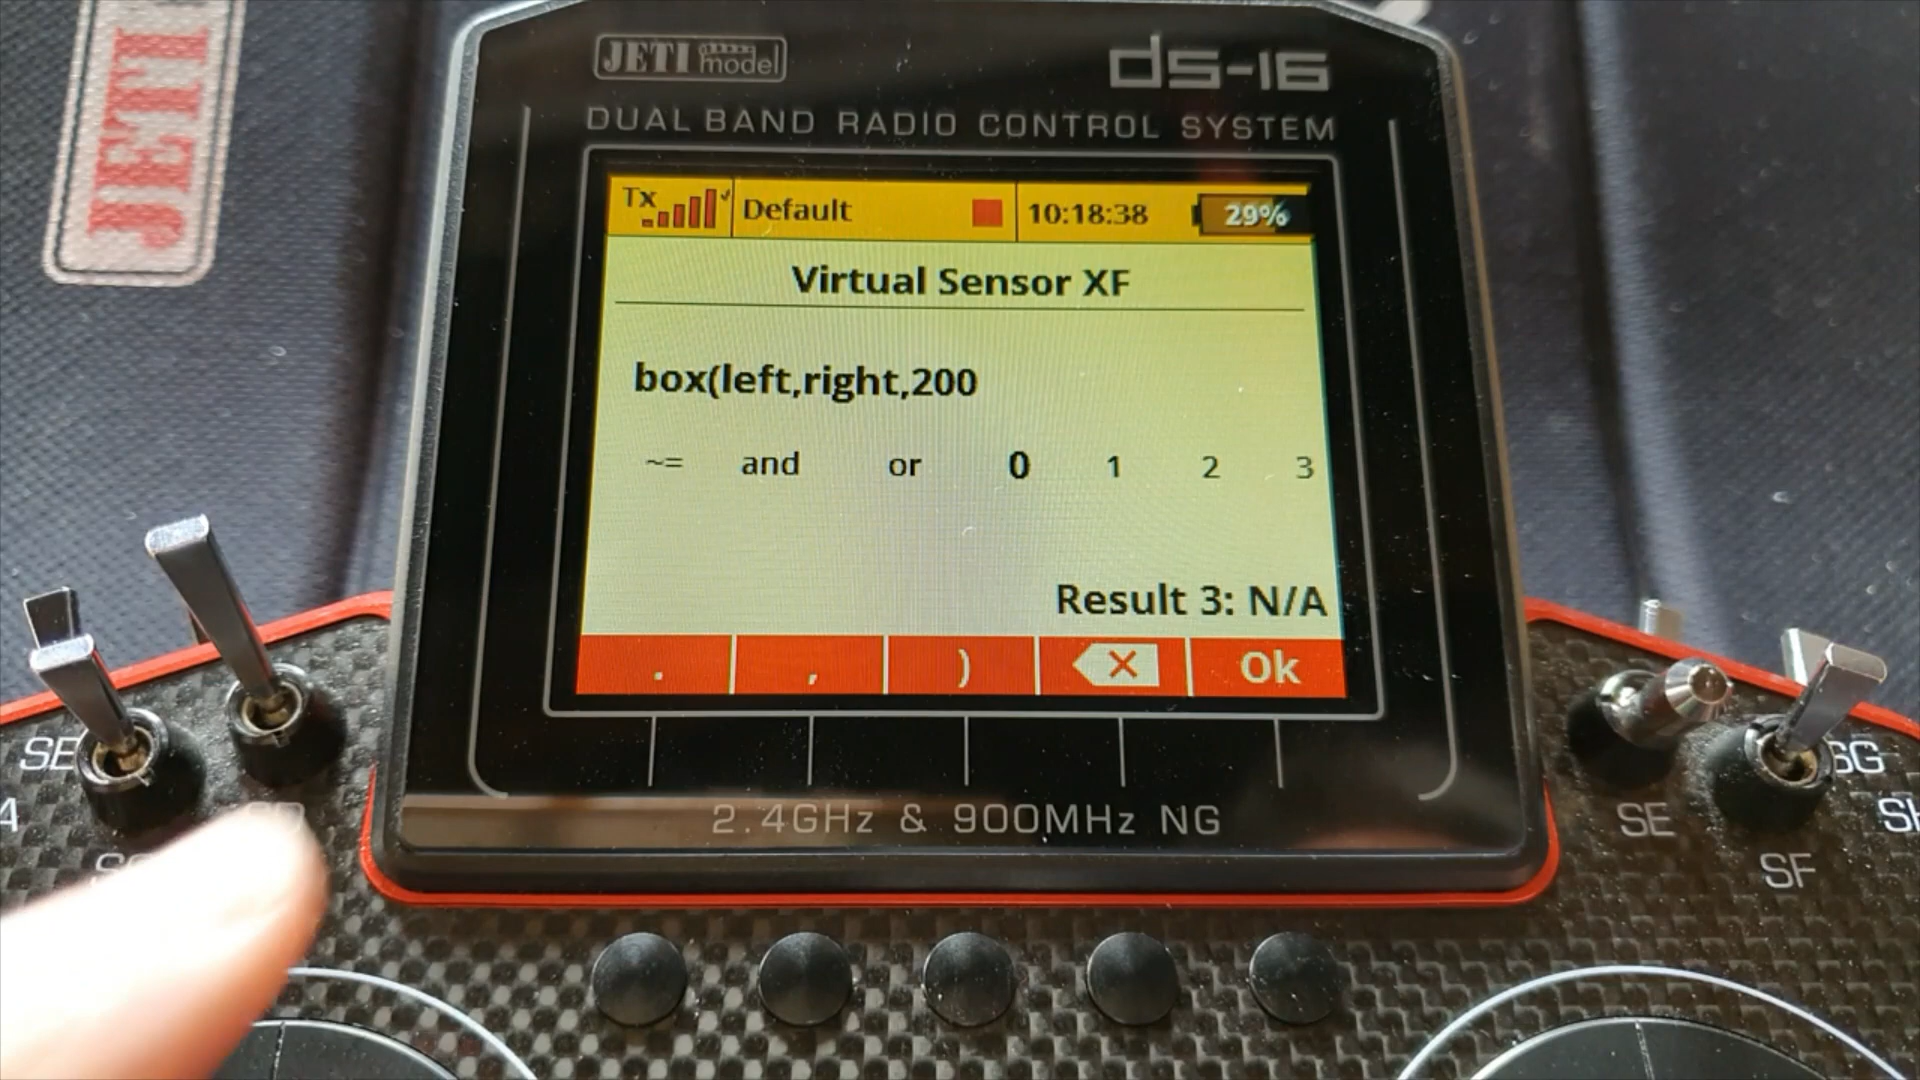 JETI
JETI model
ds-16
DUAL BAND RADIO CONTROL SYSTEM
Tx
Default
10:18:38
29%
Virtual Sensor XF
box(left,right,200
~= and or 0 1 2 3
Result 3: N/A
. , ) Ok
2.4GHz & 900MHz NG
SE
SG
SF